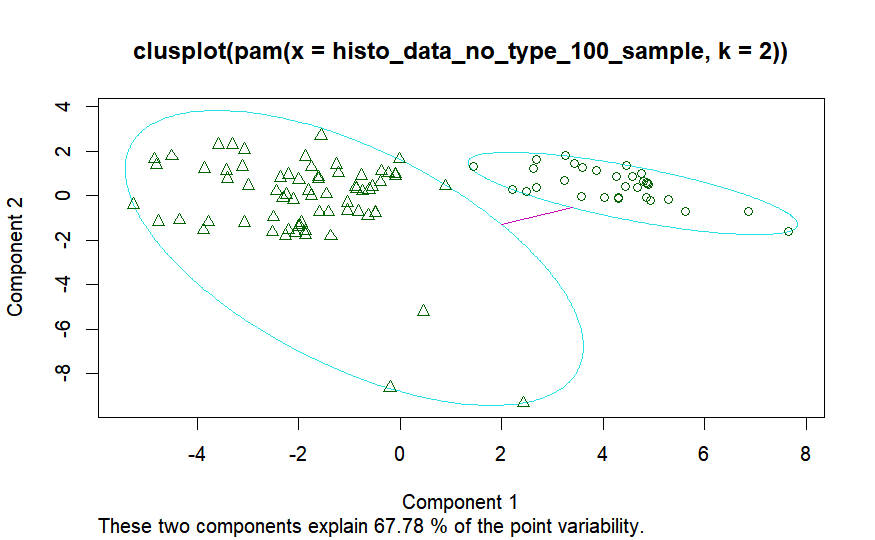 clusplot(pam(x = histo_data_no_type_100_sample, k = 2))
4
2
0
-2
-4
-6
-8
Component 2
-4 -2 0 2 4 6 8
Component 1
These two components explain 67.78 % of the point variability.